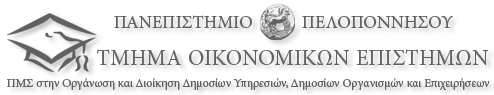 ΠΑΝΕΠΙΣΤΗΜΙΟ ΠΕΛΟΠΟΝΝΗΣΟΥ
ΤΜΗΜΑ ΟΙΚΟΝΟΜΙΚΩΝ ΕΠΙΣΤΗΜΩΝ
ΠΜΣ στην Οργάνωση και Διοίκηση Δημοσίων Υπηρεσιών, Δημοσίων Οργανισμών και Επιχειρήσεων